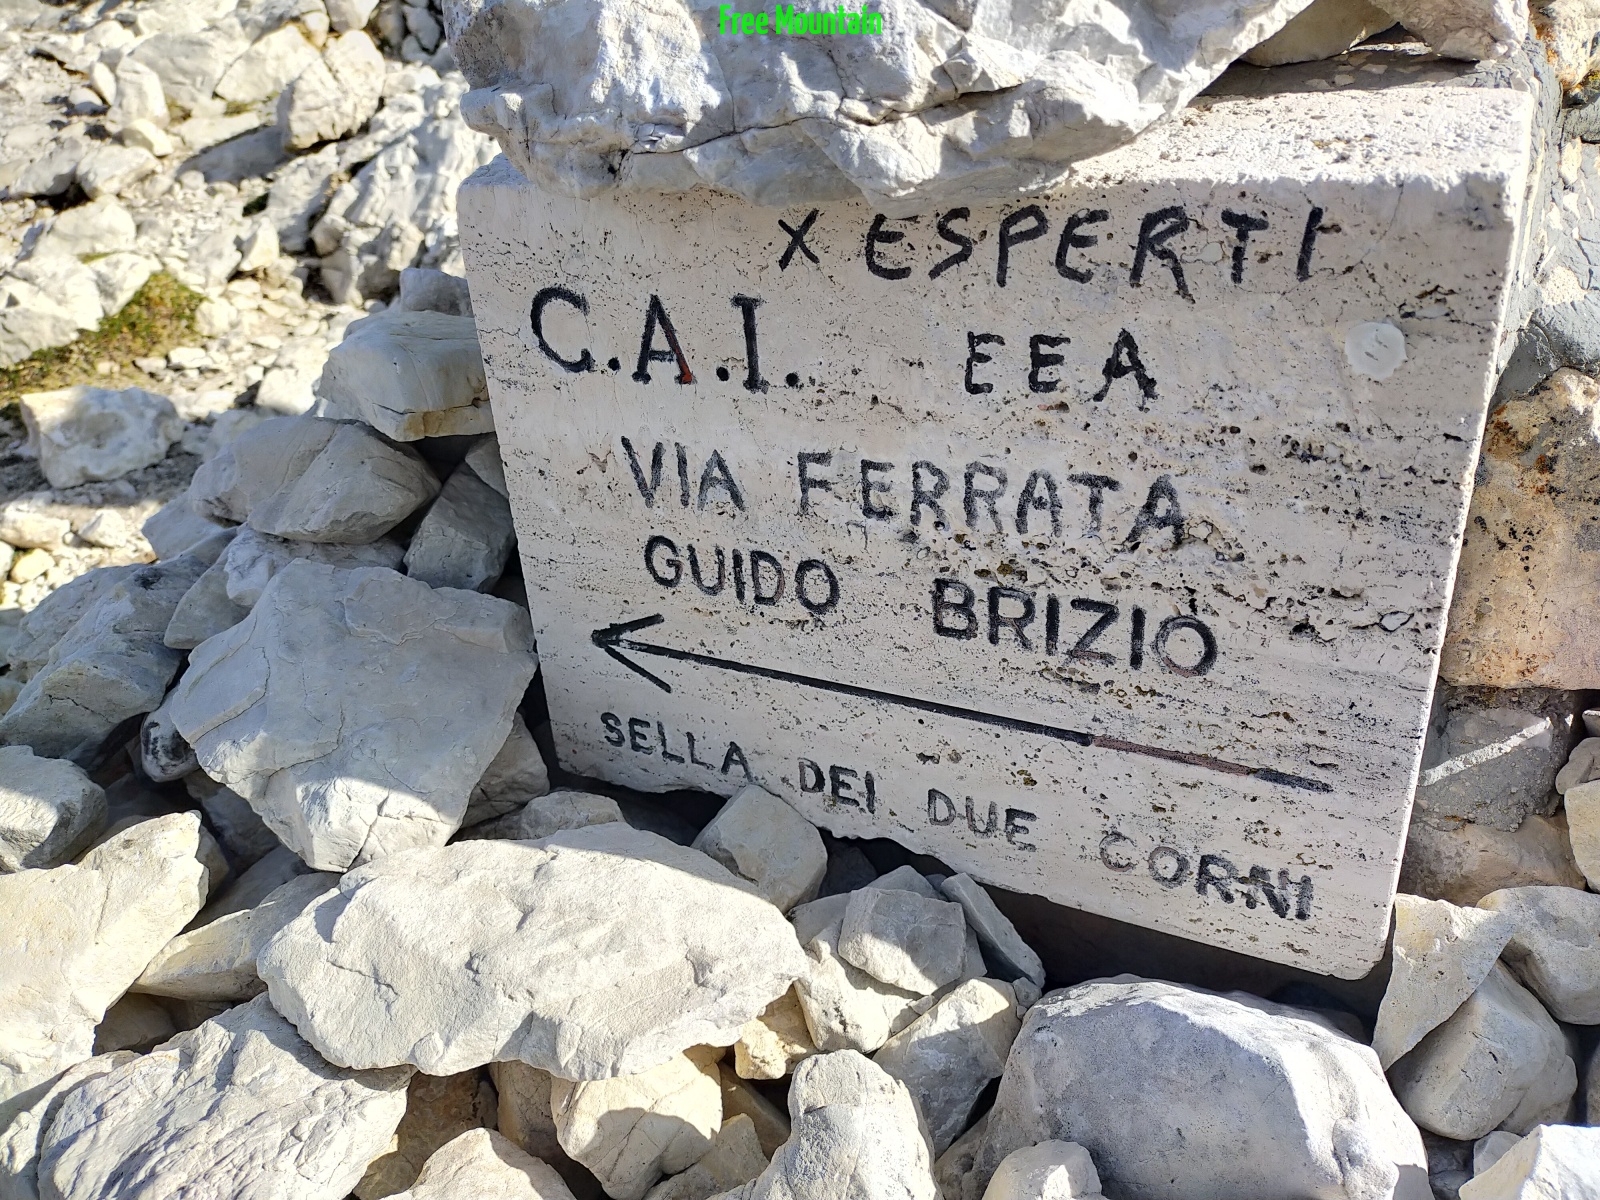 Free Mountain
X ESPERTI
C.A.I. EEA
VIA FERRATA
GUIDO BRIZIO
SELLA DEI DUE CORNI